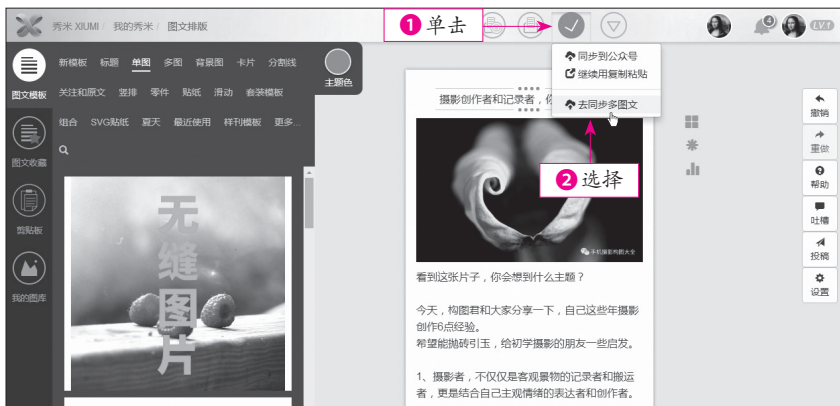 秀米 XIUMI / 我的秀米 / 图文排版
❶单击
4
LV.1
图文模板
图文收藏
剪贴板
我的图库
新模板 标题 单图 多图 背景图 卡片 分割线
关注和原文 竖排 零件 贴纸 滑动 套装模板
组合 SVG贴纸 夏天 最近使用 样刊模板 更多...
主题色
无缝图片
同步到公众号
继续用复制粘贴
去同步多图文
❷选择
摄影创作者和记录者，你
手机摄影构图大全
看到这张片子，你会想到什么主题？
今天，构图君和大家分享一下，自己这些年摄影
创作6点经验。
希望能抛砖引玉，给初学摄影的朋友一些启发。
1、摄影者，不仅仅是客观景物的记录者和搬运
者，更是结合自己主观情绪的表达者和创作者。
撤销
重做
帮助
吐槽
投稿
设置